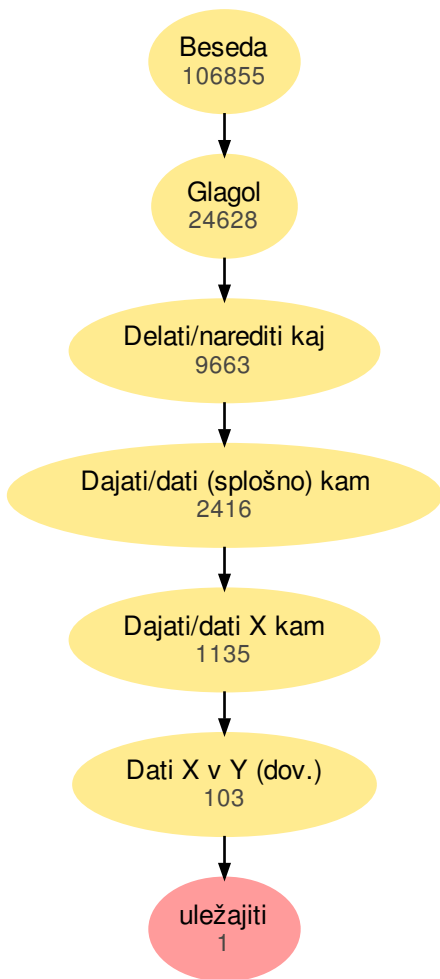 Beseda
106855
Glagol
24628
Delati/narediti kaj
9663
Dajati/dati (splošno) kam
2416
Dajati/dati X kam
1135
Dati X v Y (dov.)
103
uležajiti
1